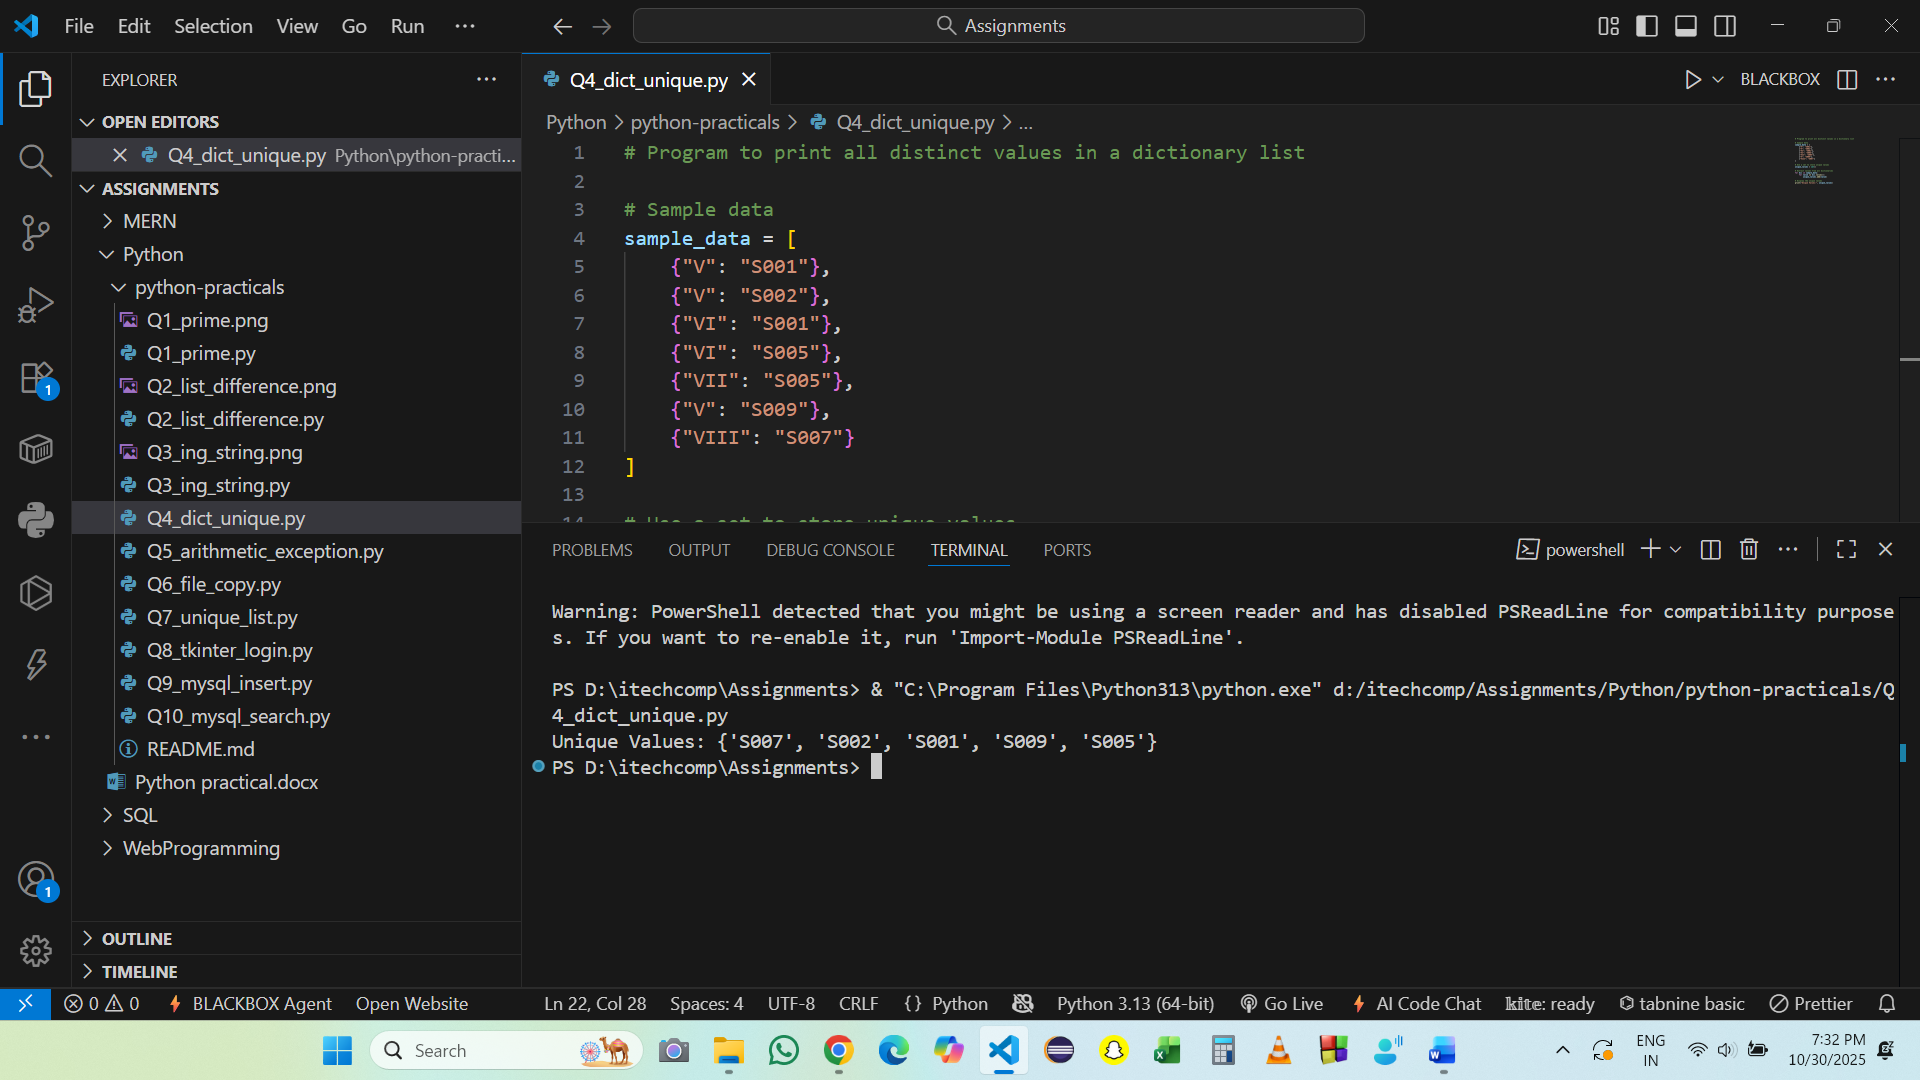 File Edit Selection View Go Run ···
Assignments
EXPLORER
OPEN EDITORS
Q4_dict_unique.py Python\python-practi...
ASSIGNMENTS
MERN
Python
python-practicals
Q1_prime.png
Q1_prime.py
Q2_list_difference.png
Q2_list_difference.py
Q3_ing_string.png
Q3_ing_string.py
Q4_dict_unique.py
Q5_arithmetic_exception.py
Q6_file_copy.py
Q7_unique_list.py
Q8_tkinter_login.py
Q9_mysql_insert.py
Q10_mysql_search.py
README.md
Python practical.docx
SQL
WebProgramming
OUTLINE
TIMELINE
1
1
Q4_dict_unique.py
BLACKBOX
Python > python-practicals > Q4_dict_unique.py > ...
1 # Program to print all distinct values in a dictionary list
2
3 # Sample data
4 sample_data = [
5 {"V": "S001"},
6 {"V": "S002"},
7 {"VI": "S001"},
8 {"VI": "S005"},
9 {"VII": "S005"},
10 {"V": "S009"},
11 {"VIII": "S007"}
12 ]
13
14 # Use a set to store unique values
PROBLEMS OUTPUT DEBUG CONSOLE TERMINAL PORTS
powershell
Warning: PowerShell detected that you might be using a screen reader and has disabled PSReadLine for compatibility purpose
s. If you want to re-enable it, run 'Import-Module PSReadLine'.
PS D:\itechcomp\Assignments> & "C:\Program Files\Python313\python.exe" d:/itechcomp/Assignments/Python/python-practicals/Q
4_dict_unique.py
Unique Values: {'S007', 'S002', 'S001', 'S009', 'S005'}
PS D:\itechcomp\Assignments>
0 0 BLACKBOX Agent Open Website Ln 22, Col 28 Spaces: 4 UTF-8 CRLF {} Python Python 3.13 (64-bit) Go Live AI Code Chat kite: ready tabnine basic Prettier
Search
ENG
IN
7:32 PM
10/30/2025